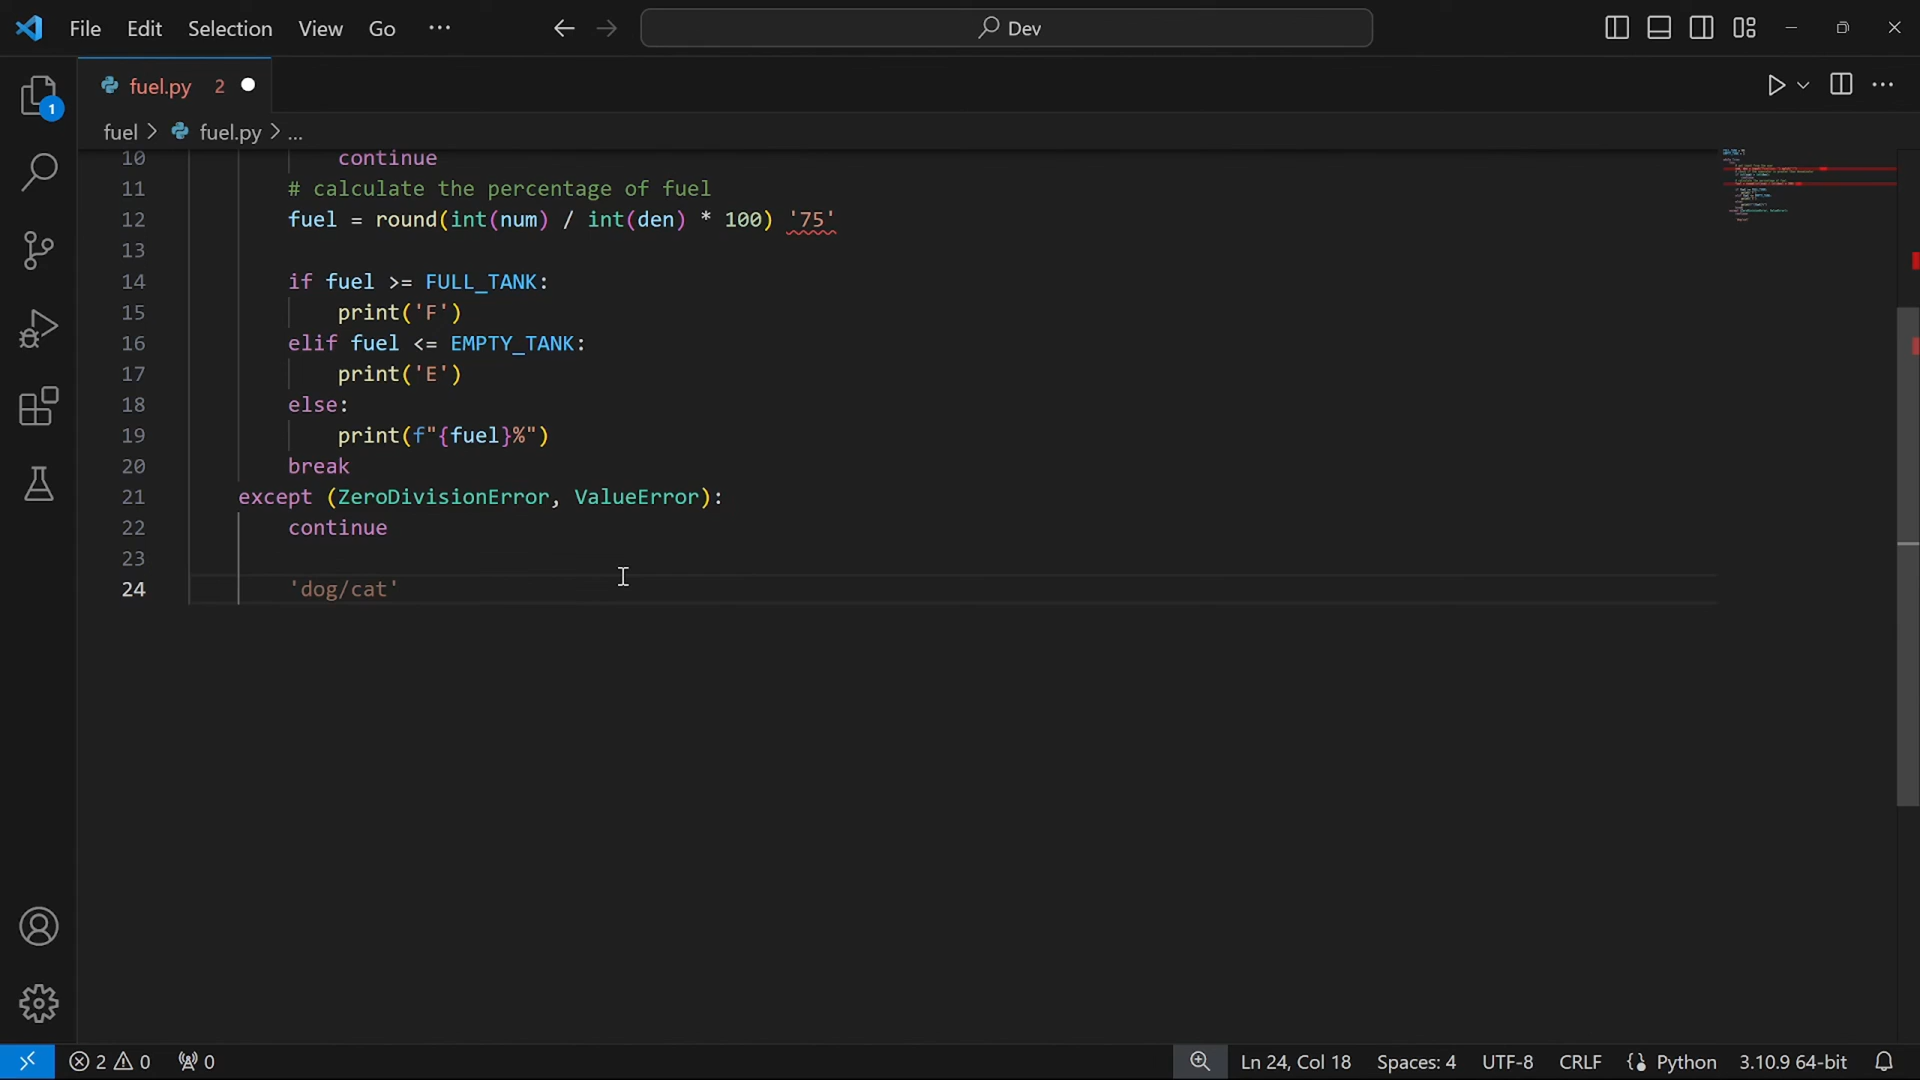 File Edit Selection View Go ··· Dev
fuel.py 2
1
fuel > fuel.py > ...
10 continue
11 # calculate the percentage of fuel
12 fuel = round(int(num) / int(den) * 100) '75'
13
14 if fuel >= FULL_TANK:
15 print('F')
16 elif fuel <= EMPTY_TANK:
17 print('E')
18 else:
19 print(f"{fuel}%")
20 break
21 except (ZeroDivisionError, ValueError):
22 continue
23
24 'dog/cat'
2 0 0 Ln 24, Col 18 Spaces: 4 UTF-8 CRLF Python 3.10.9 64-bit